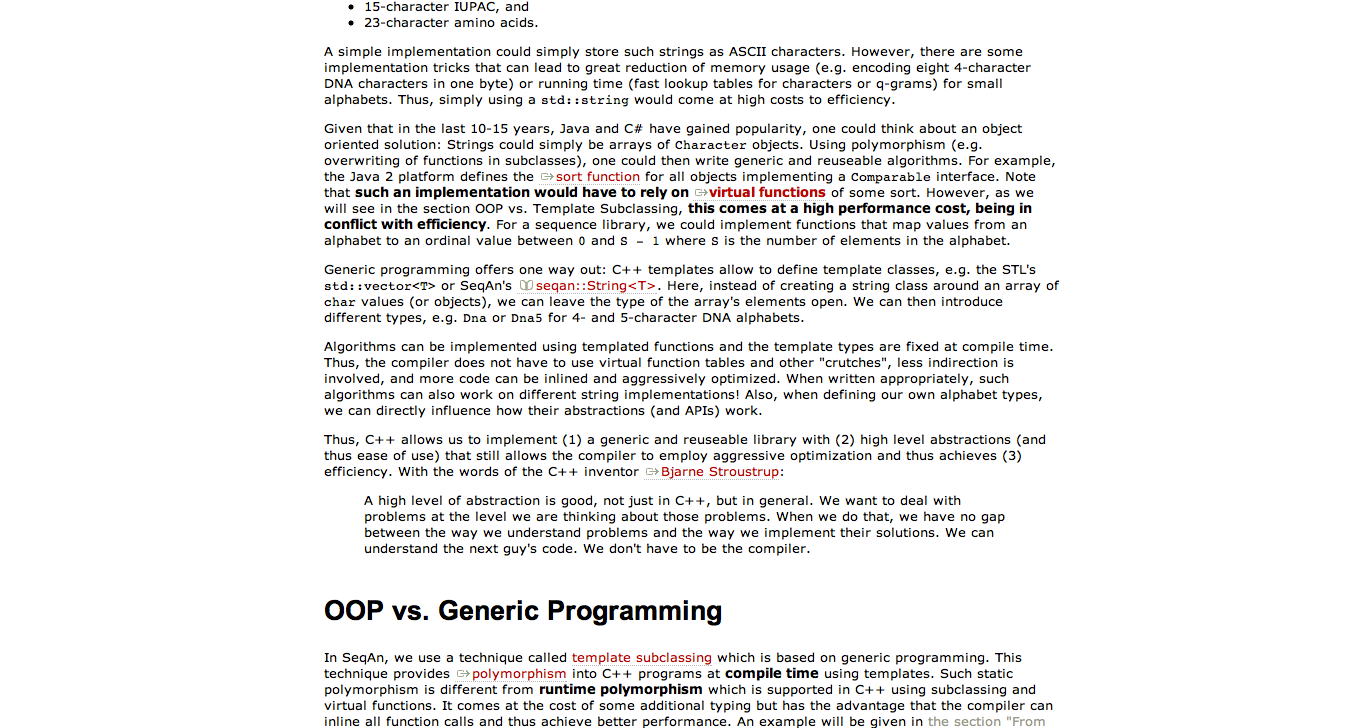 15-character IUPAC, and
23-character amino acids.
A simple implementation could simply store such strings as ASCII characters. However, there are some
implementation tricks that can lead to great reduction of memory usage (e.g. encoding eight 4-character
DNA characters in one byte) or running time (fast lookup tables for characters or q-grams) for small
alphabets. Thus, simply using a std::string would come at high costs to efficiency.
Given that in the last 10-15 years, Java and C# have gained popularity, one could think about an object
oriented solution: Strings could simply be arrays of Character objects. Using polymorphism (e.g.
overwriting of functions in subclasses), one could then write generic and reuseable algorithms. For example,
the Java 2 platform defines the sort function for all objects implementing a Comparable interface. Note
that such an implementation would have to rely on virtual functions of some sort. However, as we
will see in the section OOP vs. Template Subclassing, this comes at a high performance cost, being in
conflict with efficiency. For a sequence library, we could implement functions that map values from an
alphabet to an ordinal value between 0 and S - 1 where S is the number of elements in the alphabet.
Generic programming offers one way out: C++ templates allow to define template classes, e.g. the STL's
std::vector<T> or SeqAn's seqan::String<T>. Here, instead of creating a string class around an array of
char values (or objects), we can leave the type of the array's elements open. We can then introduce
different types, e.g. Dna or Dna5 for 4- and 5-character DNA alphabets.
Algorithms can be implemented using templated functions and the template types are fixed at compile time.
Thus, the compiler does not have to use virtual function tables and other "crutches", less indirection is
involved, and more code can be inlined and aggressively optimized. When written appropriately, such
algorithms can also work on different string implementations! Also, when defining our own alphabet types,
we can directly influence how their abstractions (and APIs) work.
Thus, C++ allows us to implement (1) a generic and reuseable library with (2) high level abstractions (and
thus ease of use) that still allows the compiler to employ aggressive optimization and thus achieves (3)
efficiency. With the words of the C++ inventor Bjarne Stroustrup:
A high level of abstraction is good, not just in C++, but in general. We want to deal with
problems at the level we are thinking about those problems. When we do that, we have no gap
between the way we understand problems and the way we implement their solutions. We can
understand the next guy's code. We don't have to be the compiler.
OOP vs. Generic Programming
In SeqAn, we use a technique called template subclassing which is based on generic programming. This
technique provides polymorphism into C++ programs at compile time using templates. Such static
polymorphism is different from runtime polymorphism which is supported in C++ using subclassing and
virtual functions. It comes at the cost of some additional typing but has the advantage that the compiler can
inline all function calls and thus achieve better performance. An example will be given in the section "From